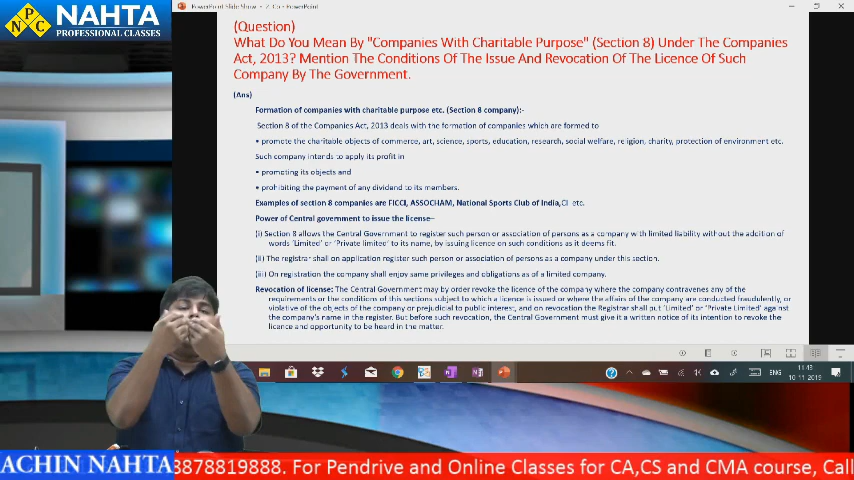 NPC
NAHTA
PROFESSIONAL CLASSES
PowerPoint Slide Show - 2. Co - PowerPoint
(Question)
What Do You Mean By "Companies With Charitable Purpose" (Section 8) Under The Companies
Act, 2013? Mention The Conditions Of The Issue And Revocation Of The Licence Of Such
Company By The Government.
(Ans)
Formation of companies with charitable purpose etc. (Section 8 company):-
Section 8 of the Companies Act, 2013 deals with the formation of companies which are formed to
• promote the charitable objects of commerce, art, science, sports, education, research, social welfare, religion, charity, protection of environment etc.
Such company intends to apply its profit in
• promoting its objects and
• prohibiting the payment of any dividend to its members.
Examples of section 8 companies are FICCI, ASSOCHAM, National Sports Club of India,CI etc.
Power of Central government to issue the license–
(i) Section 8 allows the Central Government to register such person or association of persons as a company with limited liability without the addition of
words 'Limited' or 'Private limited' to its name, by issuing licence on such conditions as it deems fit.
(ii) The registrar shall on application register such person or association of persons as a company under this section.
(iii) On registration the company shall enjoy same privileges and obligations as of a limited company.
Revocation of license: The Central Government may by order revoke the licence of the company where the company contravenes any of the
requirements or the conditions of this sections subject to which a licence is issued or where the affairs of the company are conducted fraudulently, or
violative of the objects of the company or prejudicial to public interest, and on revocation the Registrar shall put 'Limited' or 'Private Limited' against
the company's name in the register. But before such revocation, the Central Government must give it a written notice of its intention to revoke the
licence and opportunity to be heard in the matter.
ENG
11:43
10-11-2019
ACHIN NAHTA
8878819888. For Pendrive and Online Classes for CA,CS and CMA course, Call